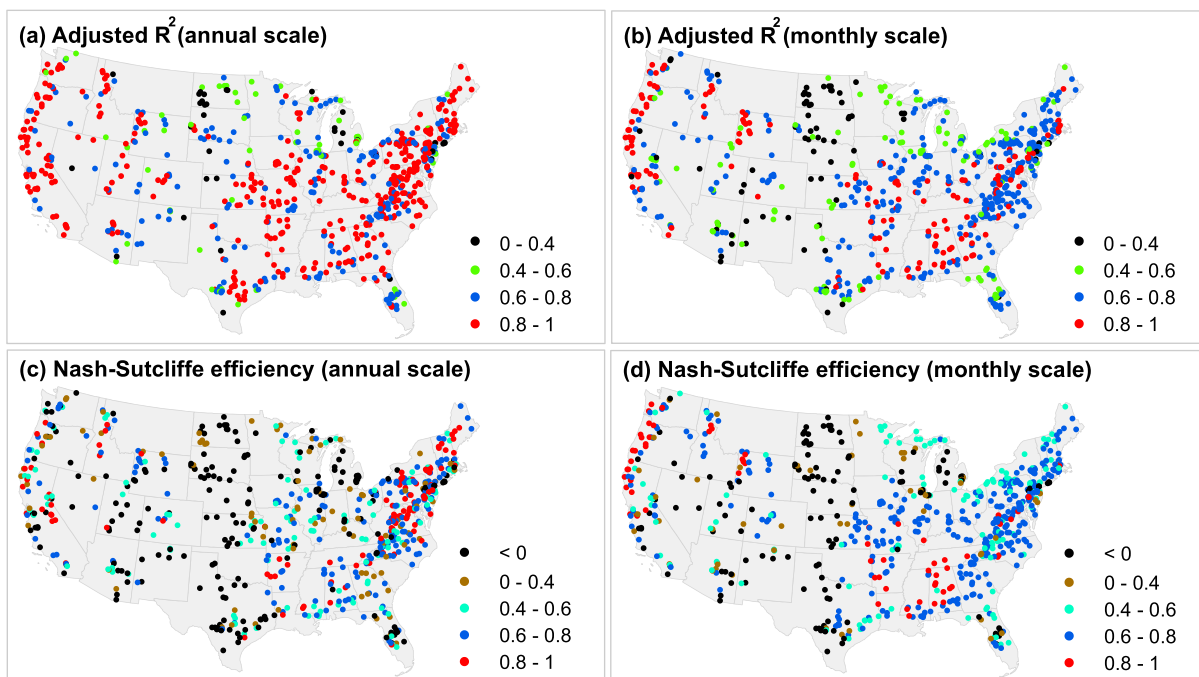 (a) Adjusted R² (annual scale)
0 - 0.4
0.4 - 0.6
0.6 - 0.8
0.8 - 1
(b) Adjusted R² (monthly scale)
0 - 0.4
0.4 - 0.6
0.6 - 0.8
0.8 - 1
(c) Nash-Sutcliffe efficiency (annual scale)
< 0
0 - 0.4
0.4 - 0.6
0.6 - 0.8
0.8 - 1
(d) Nash-Sutcliffe efficiency (monthly scale)
< 0
0 - 0.4
0.4 - 0.6
0.6 - 0.8
0.8 - 1